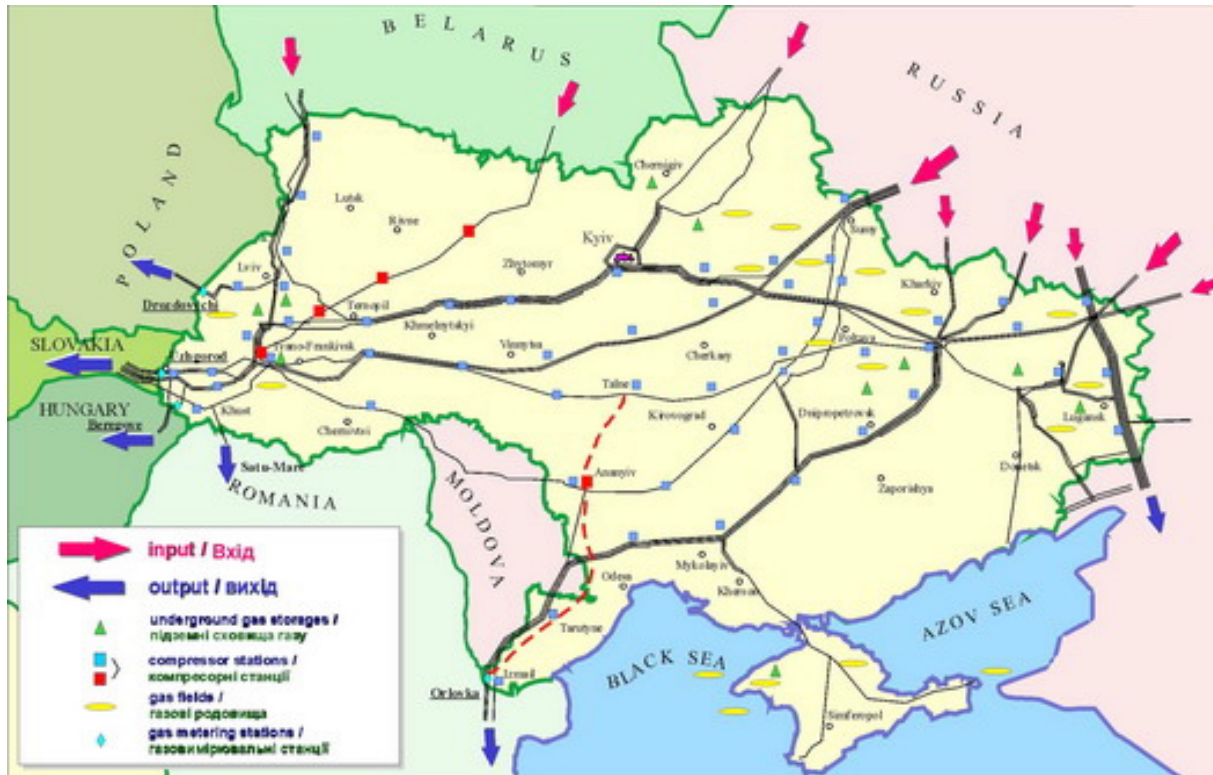 BELARUS
RUSSIA
POLAND
Chernigiv
Lutsk
Rivne
Kyiv
Sumy
Zhytomyr
Lviv
Kharkiv
Drozdovychi
Ternopil
Khmelnytskyi
Poltava
SLOVAKIA
Uzhgorod
Ivano-Frankivsk
Vinnytsa
Cherkasy
Talne
HUNGARY
Beregove
Khust
Chernivtsi
Kirovograd
Dnipropetrovsk
Lugansk
Donetsk
Satu-Mare
ROMANIA
MOLDOVA
Ananyiv
Zaporishya
Mykolayiv
Odesa
Kherson
Tarutyne
AZOV SEA
BLACK SEA
Izmail
Orlovka
Simferopol
input / Вхід
output / вихід
underground gas storages /
підземні сховища газу
compressor stations /
компресорні станції
gas fields /
газові родовища
gas metering stations /
газовимірювальні станції